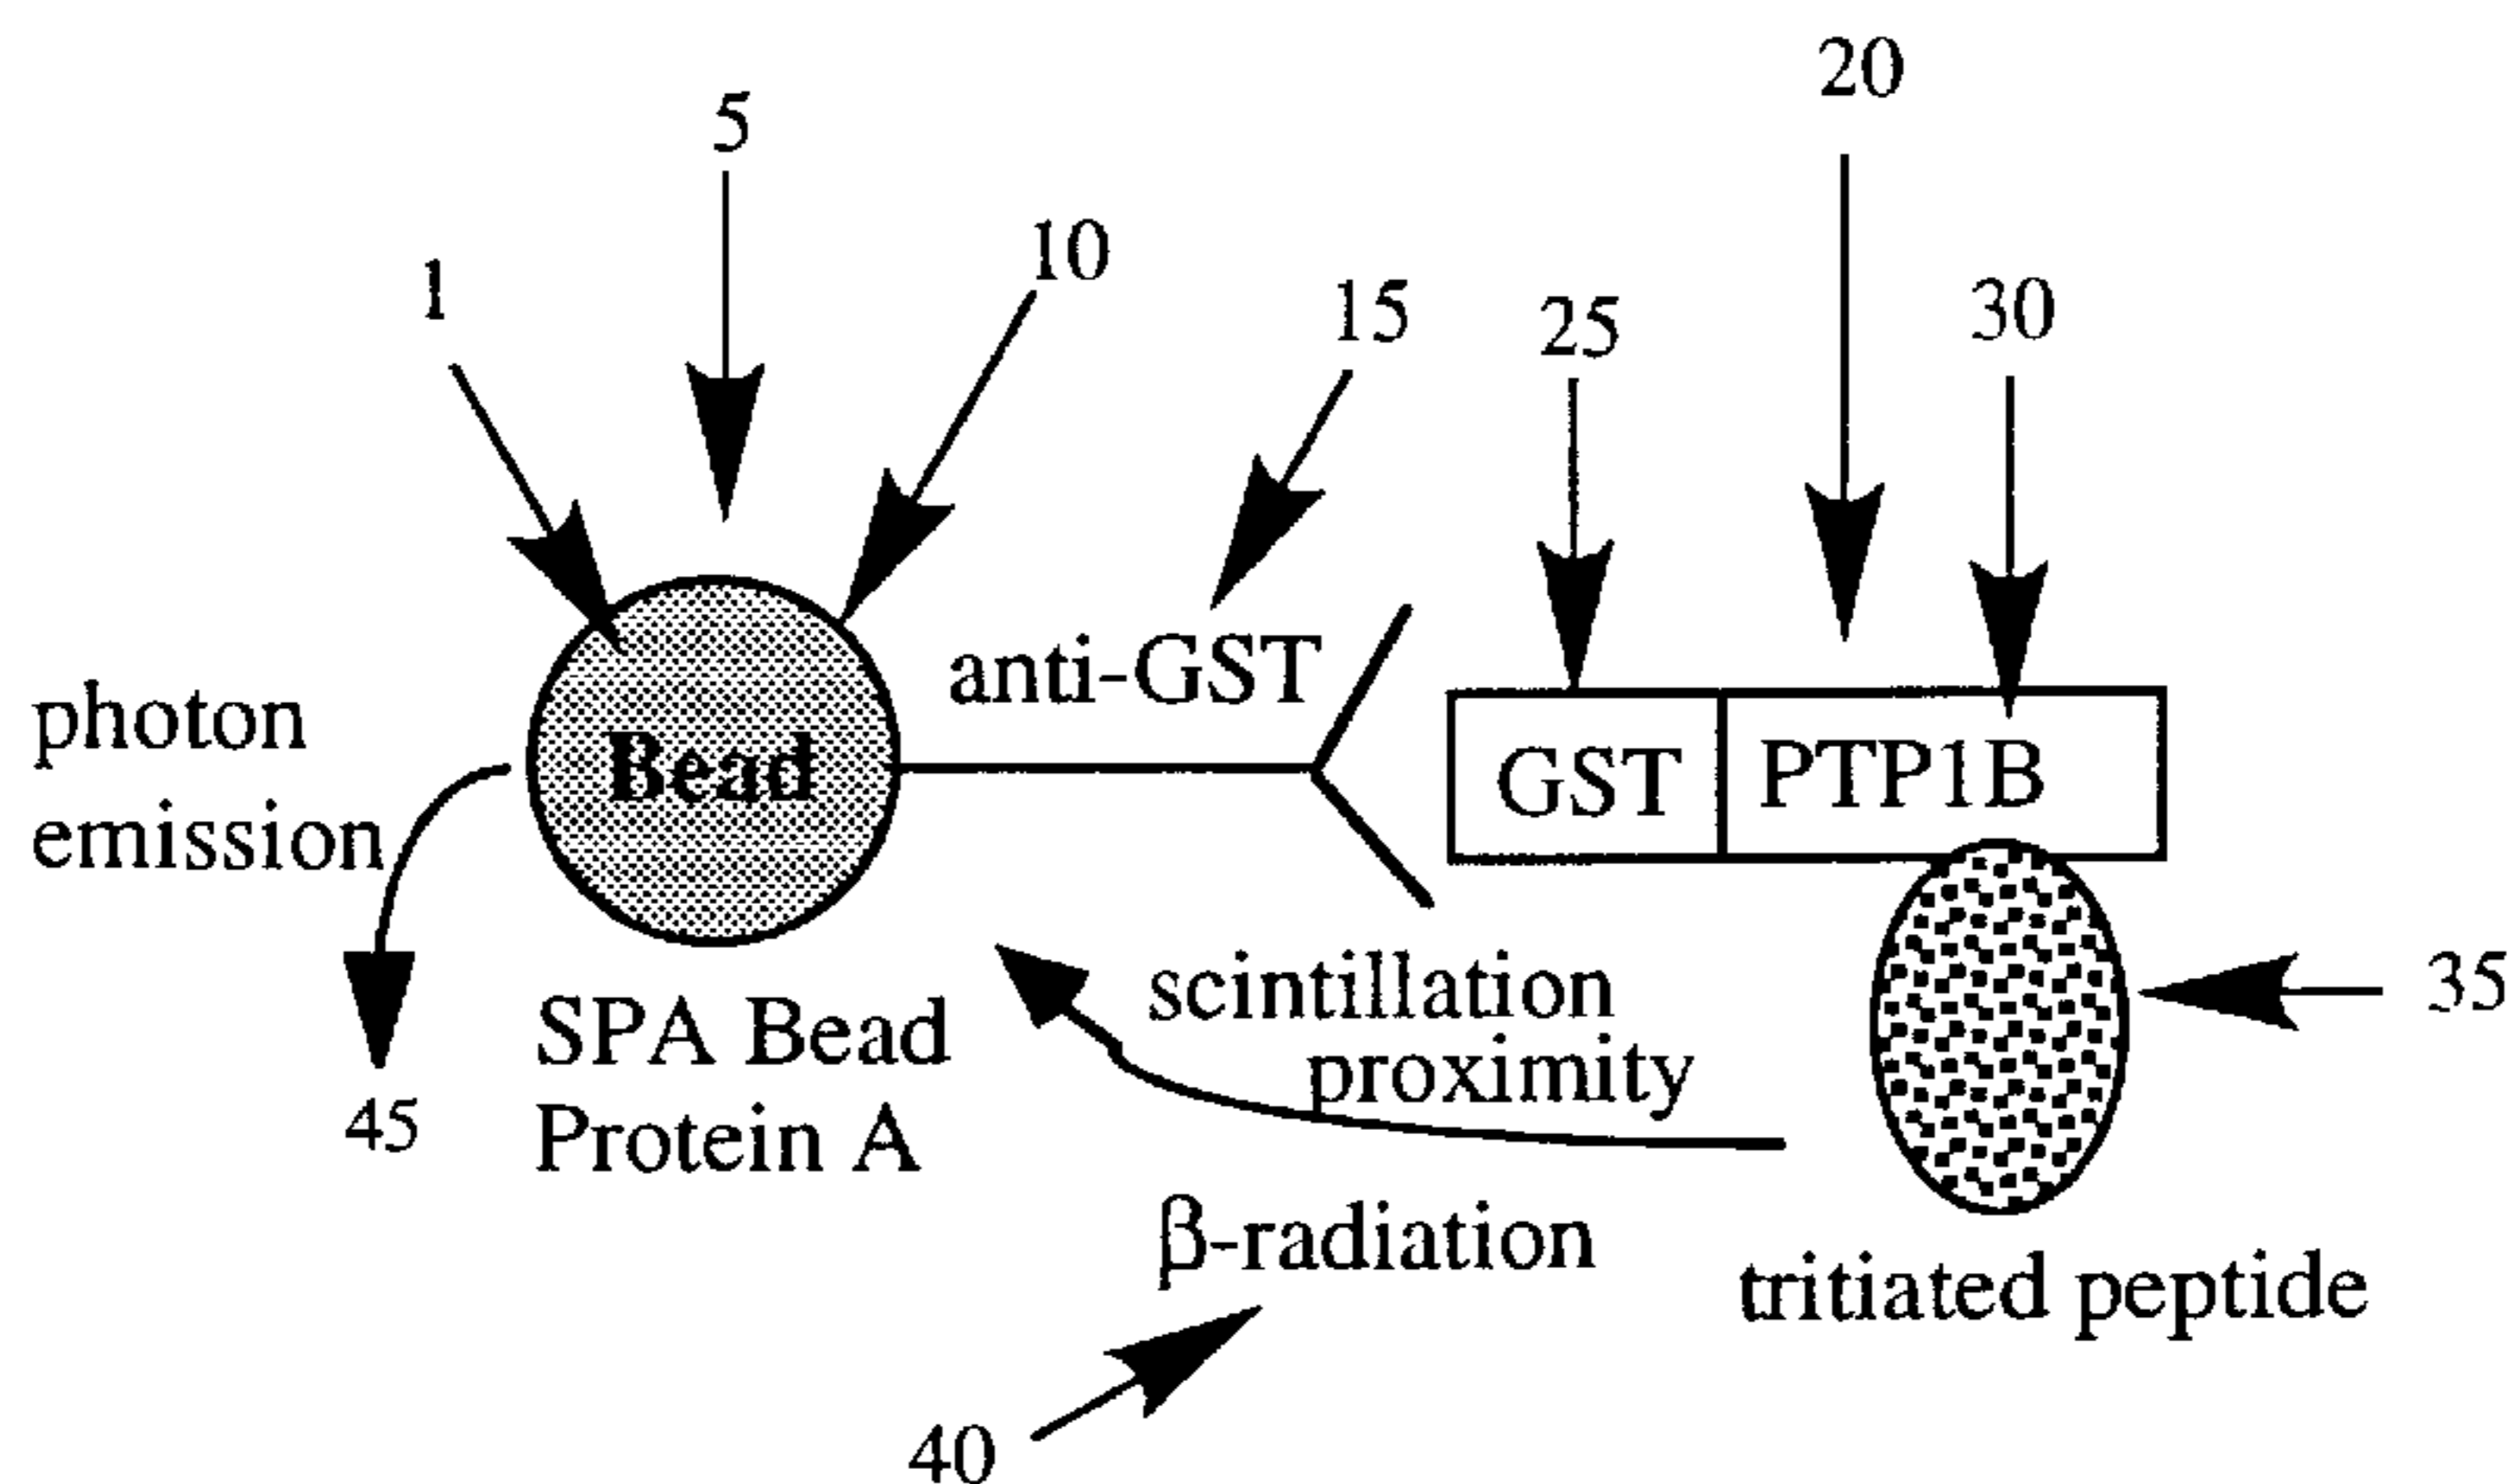 20
5
10
1
15
25
30
anti-GST
photon
emission
Bead
GST
PTP1B
scintillation
proximity
35
SPA Bead
Protein A
45
β-radiation
tritiated peptide
40